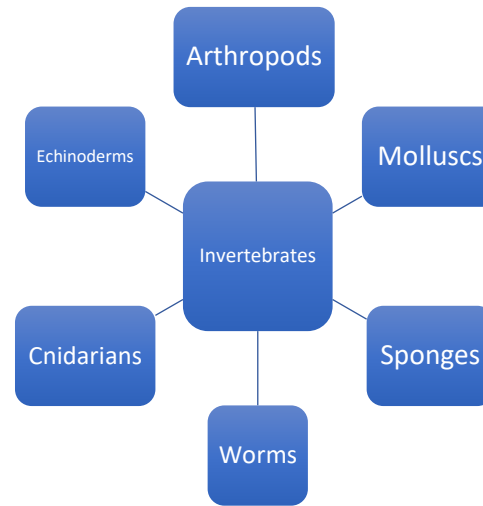 Arthropods
Echinoderms
Molluscs
Invertebrates
Cnidarians
Sponges
Worms